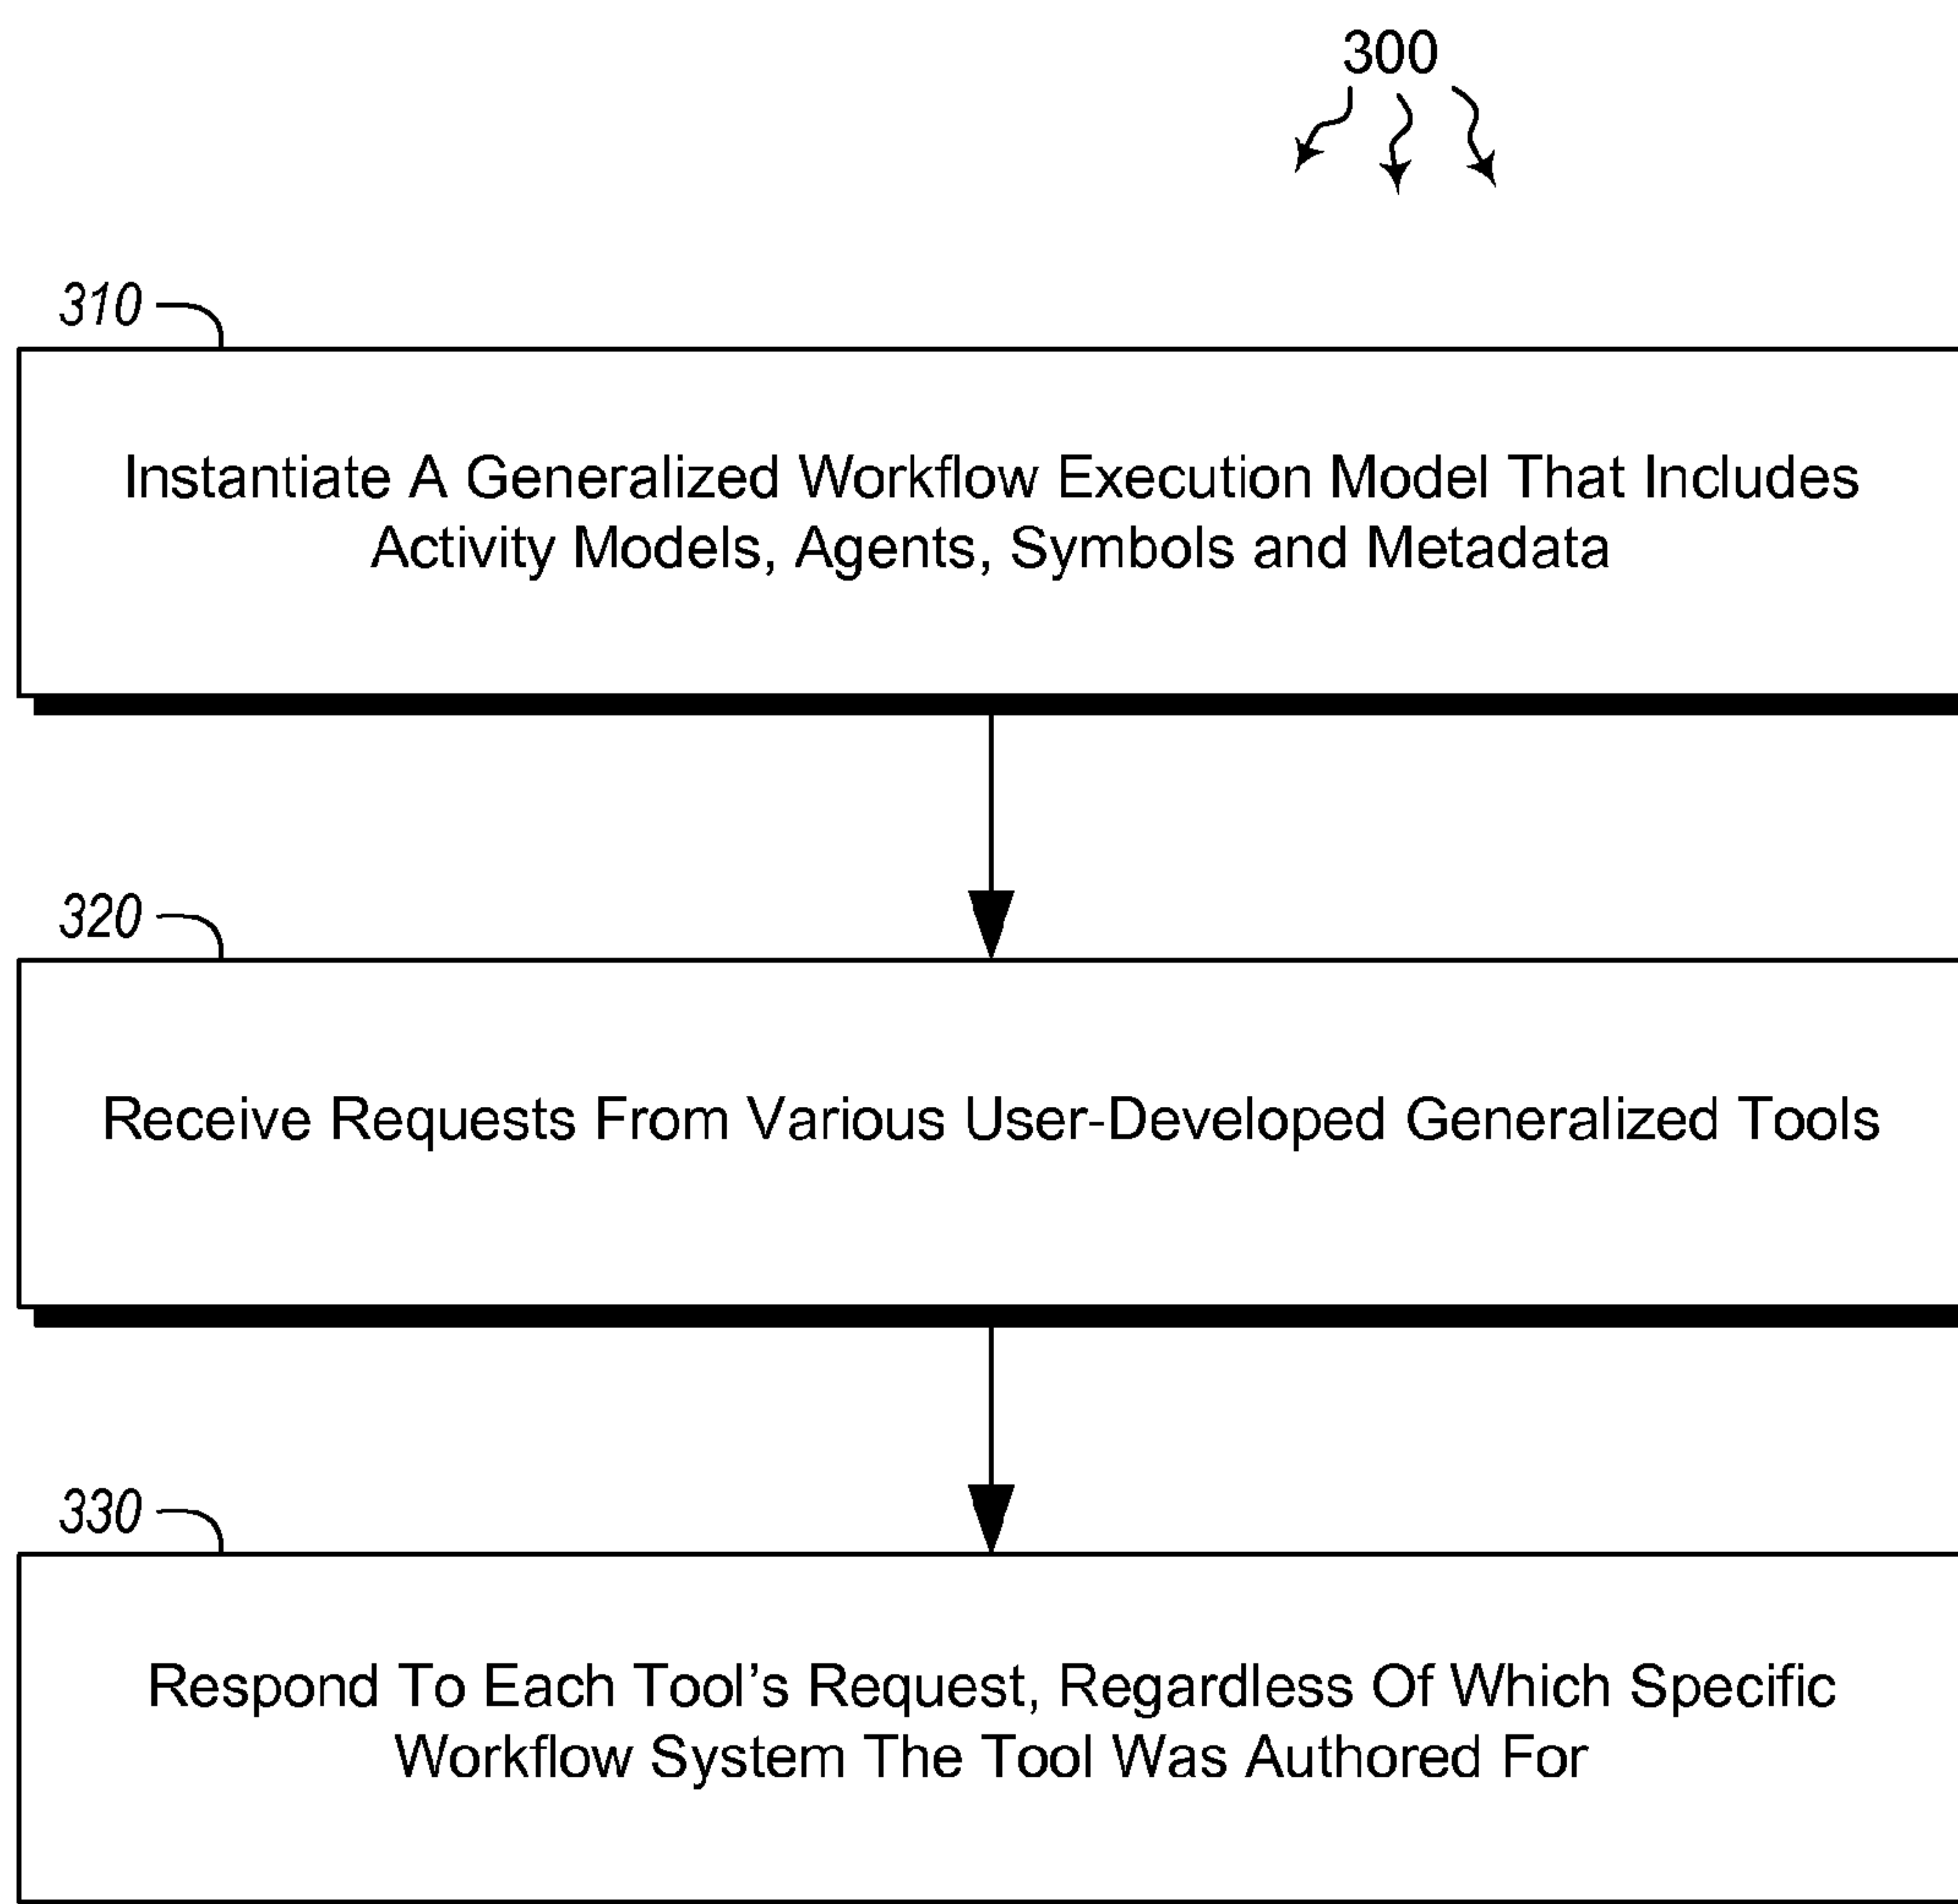 300
310
Instantiate A Generalized Workflow Execution Model That Includes
Activity Models, Agents, Symbols and Metadata
320
Receive Requests From Various User-Developed Generalized Tools
330
Respond To Each Tool’s Request, Regardless Of Which Specific
Workflow System The Tool Was Authored For